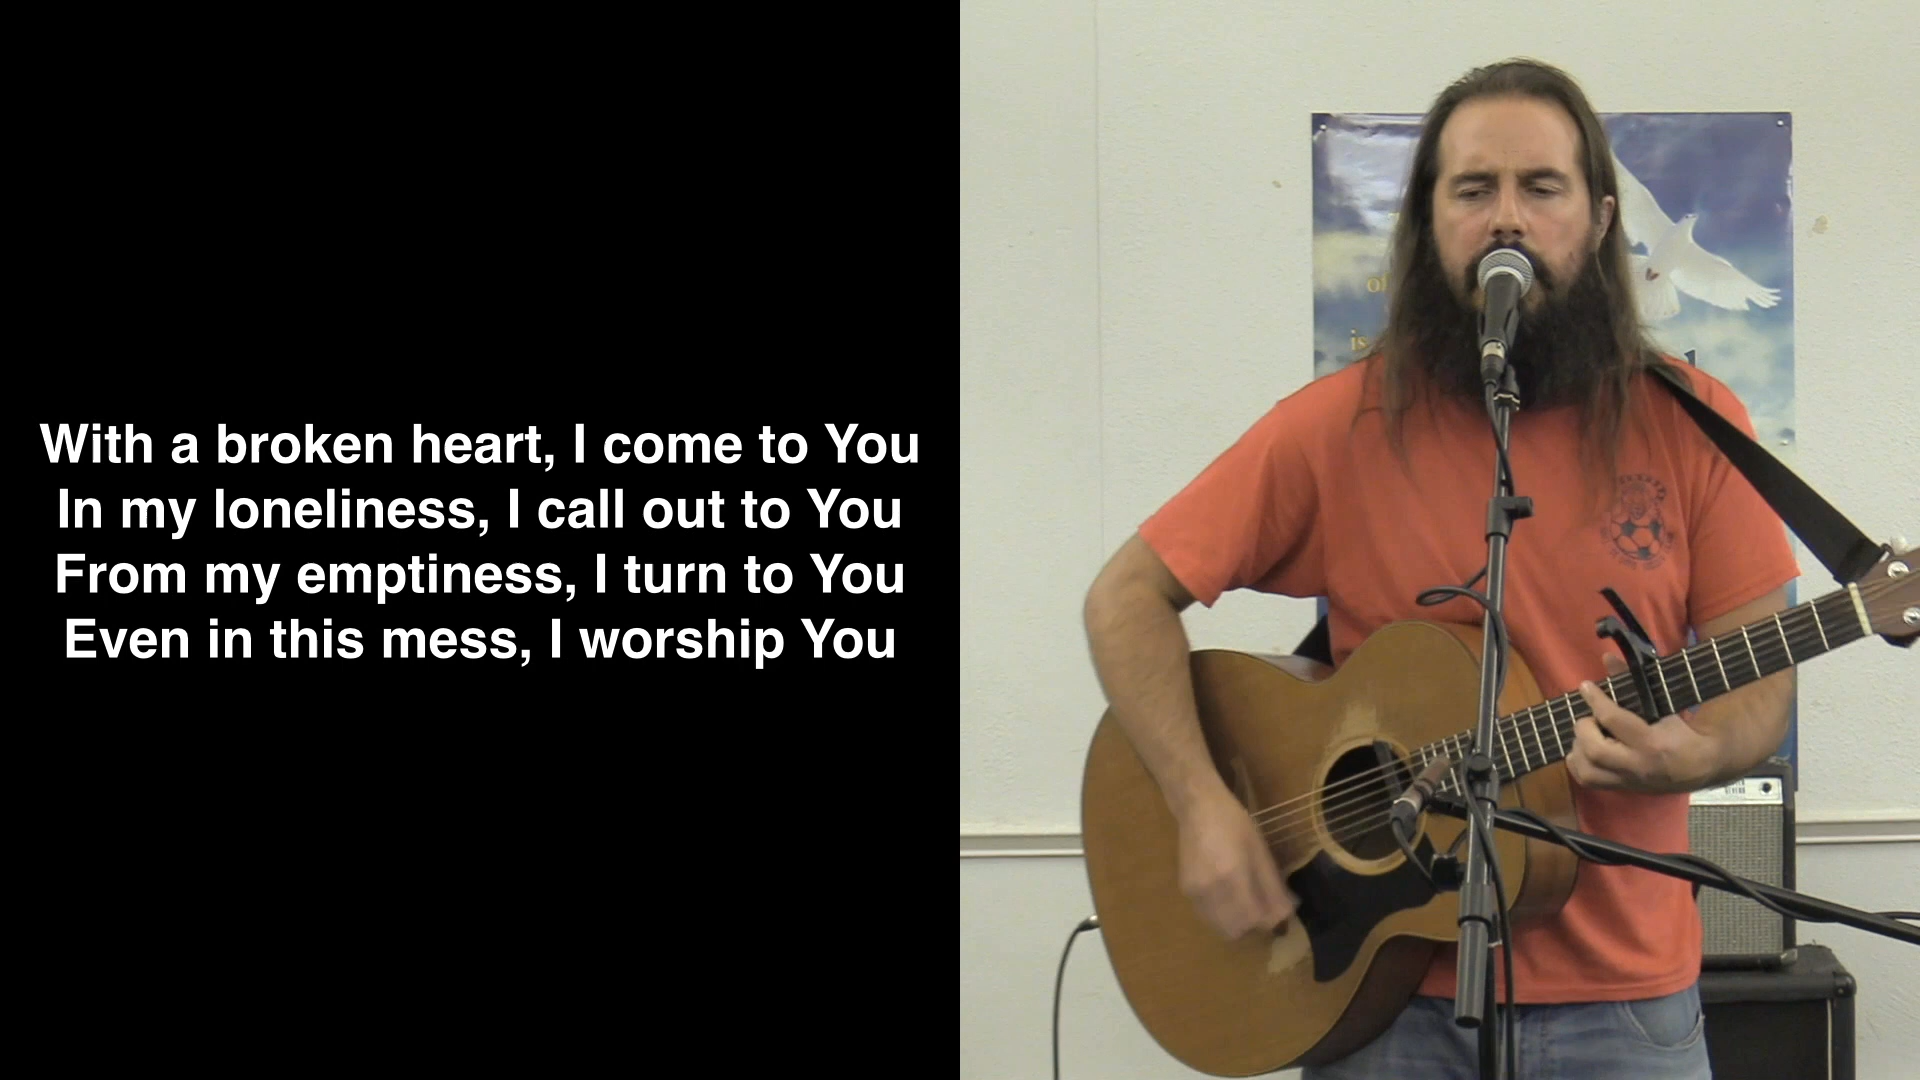 With a broken heart, I come to You
In my loneliness, I call out to You
From my emptiness, I turn to You
Even in this mess, I worship You
is